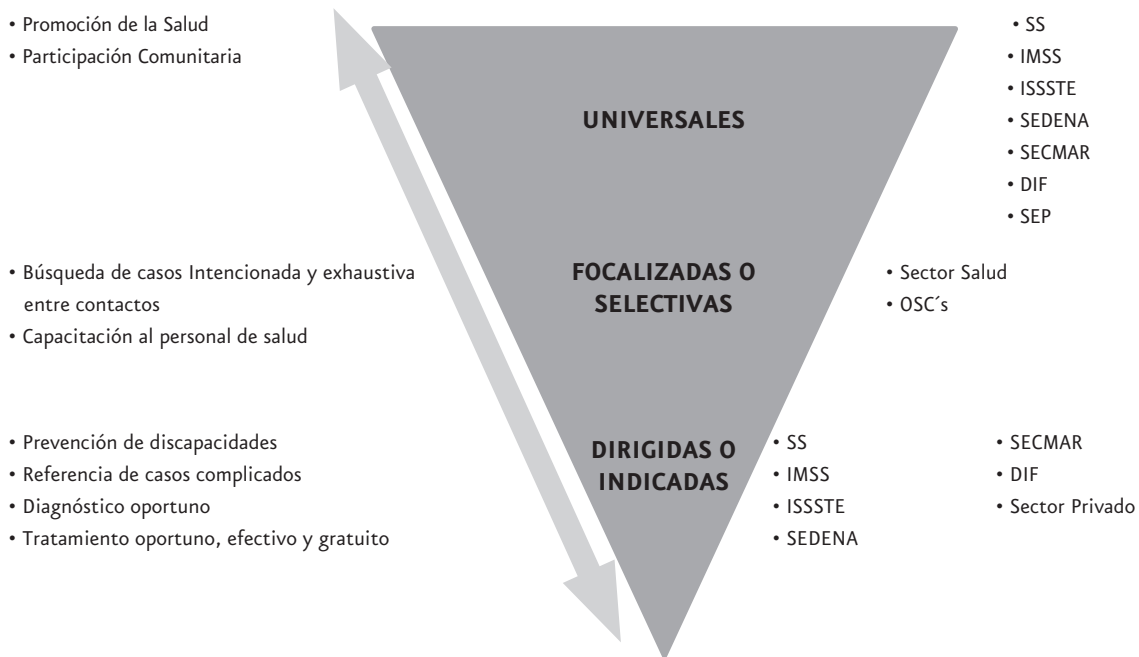 • Promoción de la Salud
• Participación Comunitaria
UNIVERSALES
• SS
• IMSS
• ISSSTE
• SEDENA
• SECMAR
• DIF
• SEP
• Búsqueda de casos Intencionada y exhaustiva
entre contactos
• Capacitación al personal de salud
FOCALIZADAS O
SELECTIVAS
• Sector Salud
• OSC´s
• Prevención de discapacidades
• Referencia de casos complicados
• Diagnóstico oportuno
• Tratamiento oportuno, efectivo y gratuito
DIRIGIDAS O
INDICADAS
• SS
• IMSS
• ISSSTE
• SEDENA
• SECMAR
• DIF
• Sector Privado